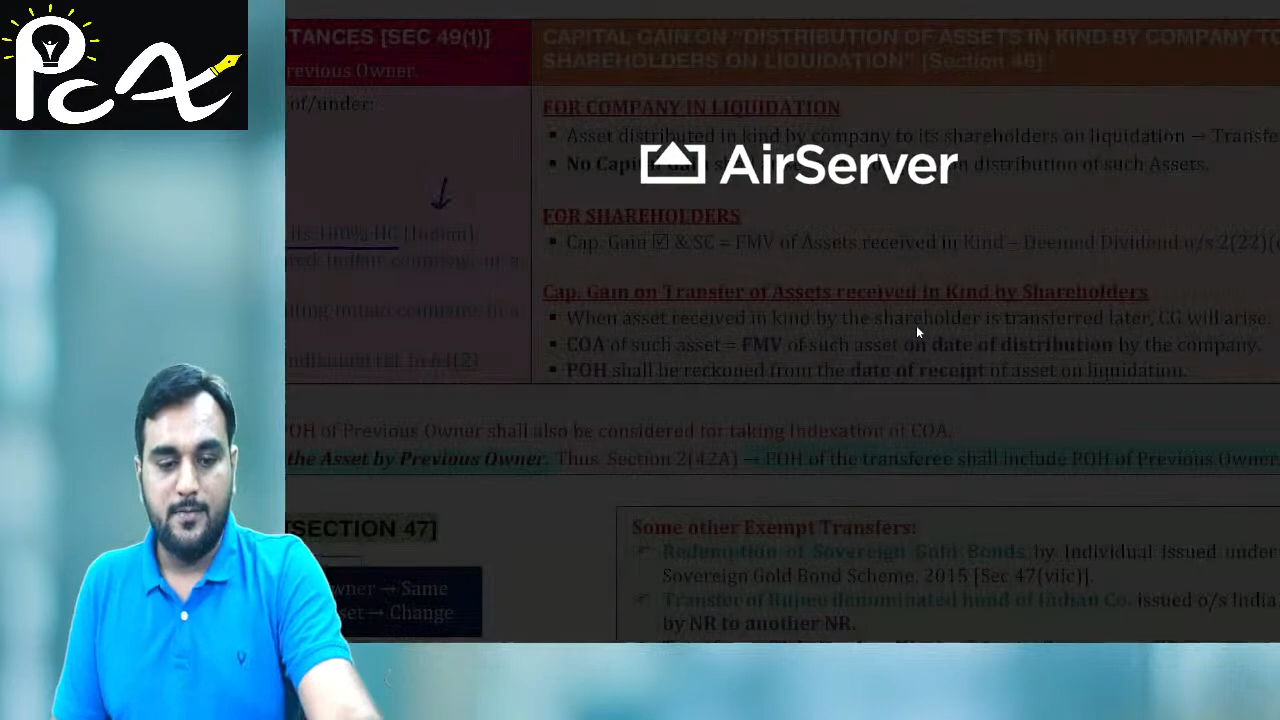 PCA
TANCES [SEC 49(1)]
revious Owner.
of/under:
its 100% HC [Indian]
CAPITAL GAIN ON "DISTRIBUTION OF ASSETS IN KIND BY COMPANY TO
SHAREHOLDERS ON LIQUIDATION" [Section 46]
FOR COMPANY IN LIQUIDATION
▪ Asset distributed in kind by company to its shareholders on liquidation → Transfe
▪ No Capi on distribution of such Assets.
AirServer
FOR SHAREHOLDERS
▪ Cap. Gain ☑ & SC = FMV of Assets received in Kind – Deemed Dividend u/s 2(22)(
Cap. Gain on Transfer of Assets received in Kind by Shareholders
▪ When asset received in kind by the shareholder is transferred later, CG will arise.
▪ COA of such asset = FMV of such asset on date of distribution by the company.
▪ POH shall be reckoned from the date of receipt of asset on liquidation.
POH of Previous Owner shall also be considered for taking Indexation of COA.
the Asset by Previous Owner. Thus Section 2(42A) → POH of the transferee shall include POH of Previous Owner
[SECTION 47]
wner → Same
set → Change
Some other Exempt Transfers:
Redemption of Sovereign Gold Bonds by Individual issued under
Sovereign Gold Bond Scheme, 2015 [Sec 47(viic)].
Transfer of Rupee denominated bond of Indian Co. issued o/s India
by NR to another NR.